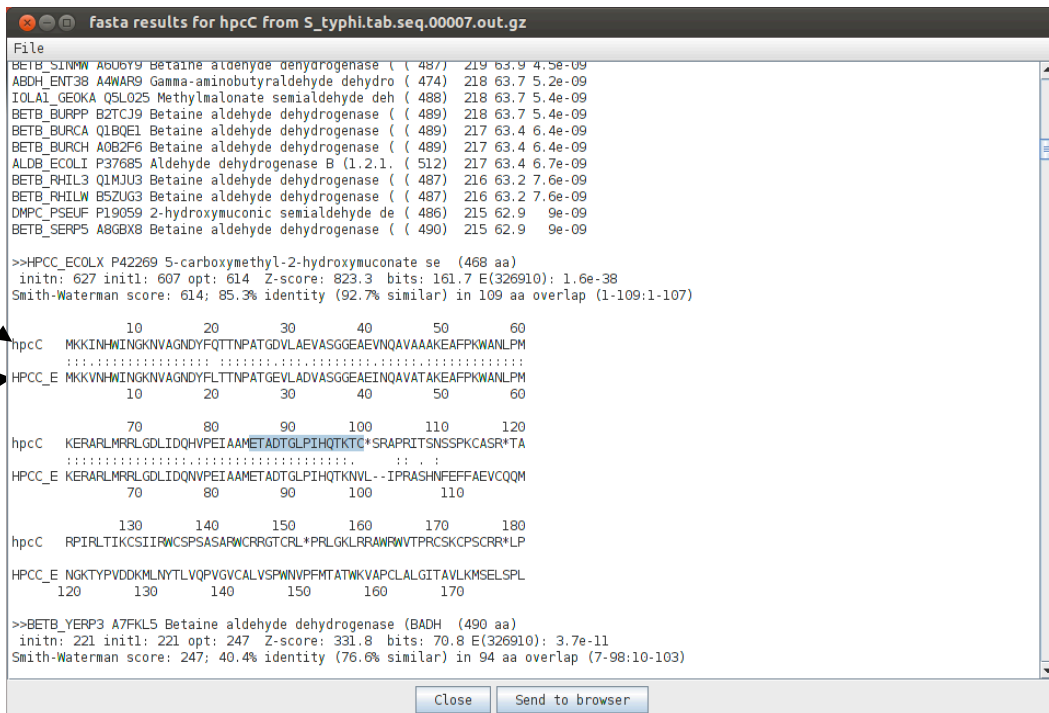 fasta results for hpcC from S_typhi.tab.seq.00007.out.gz
File
BETB_SINMW A6U6Y9 Betaine aldehyde dehydrogenase ( ( 487) 219 63.9 4.5e-09
ABDH_ENT38 A4WAR9 Gamma-aminobutyraldehyde dehydro ( 474) 218 63.7 5.2e-09
IOLA1_GEOKA Q5L025 Methylmalonate semialdehyde deh ( 488) 218 63.7 5.4e-09
BETB_BURPP B2TCJ9 Betaine aldehyde dehydrogenase ( ( 489) 218 63.7 5.4e-09
BETB_BURCA Q1BQE1 Betaine aldehyde dehydrogenase ( ( 489) 217 63.4 6.4e-09
BETB_BURCH A0B2F6 Betaine aldehyde dehydrogenase ( ( 489) 217 63.4 6.4e-09
ALDB_ECOLI P37685 Aldehyde dehydrogenase B (1.2.1. ( 512) 217 63.4 6.7e-09
BETB_RHIL3 Q1MJU3 Betaine aldehyde dehydrogenase ( ( 487) 216 63.2 7.6e-09
BETB_RHILW B5ZUG3 Betaine aldehyde dehydrogenase ( ( 487) 216 63.2 7.6e-09
DMPC_PSEUF P19059 2-hydroxymuconic semialdehyde de ( 486) 215 62.9 9e-09
BETB_SERP5 A8GBX8 Betaine aldehyde dehydrogenase ( ( 490) 215 62.9 9e-09
>>HPCC_ECOLX P42269 5-carboxymethyl-2-hydroxymuconate se (468 aa)
initn: 627 init1: 607 opt: 614 Z-score: 823.3 bits: 161.7 E(326910): 1.6e-38
Smith-Waterman score: 614; 85.3% identity (92.7% similar) in 109 aa overlap (1-109:1-107)
10 20 30 40 50 60
hpcC MKKINHWINGKNVAGNDYFQTTNPATGDVLAEVASGGEAEVNQAVAAAKEAFPKWANLPM
:::.::::::::::::::: :::::::.:::.::::::::.:::::.:::::::::::::
HPCC_E MKKVNHWINGKNVAGNDYFLTTNPATGEVLADVASGGEAEINQAVATAKEAFPKWANLPM
10 20 30 40 50 60
70 80 90 100 110 120
hpcC KERARLMRRLGDLIDQHVPEIAAMETADTGLPIHQTKTC*SRAPRITSNSSPKCASR*TA
::::::::::::::::.::::::::::::::::::::. :: . :
HPCC_E KERARLMRRLGDLIDQNVPEIAAMETADTGLPIHQTKNVL--IPRASHNFEFFAEVCQQM
70 80 90 100 110
130 140 150 160 170 180
hpcC RPIRLTIKCSIIRWCSPSASARWCRRGTCRL*PRLGKLRRAWRWVTPRCSKCPSCRR*LP
HPCC_E NGKTYPVDDKMLNYTLVQPVGVCALVSPWNVPFMTATWKVAPCLALGITAVLKMSELSPL
120 130 140 150 160 170
>>BETB_YERP3 A7FKL5 Betaine aldehyde dehydrogenase (BADH (490 aa)
initn: 221 init1: 221 opt: 247 Z-score: 331.8 bits: 70.8 E(326910): 3.7e-11
Smith-Waterman score: 247; 40.4% identity (76.6% similar) in 94 aa overlap (7-98:10-103)
Close Send to browser